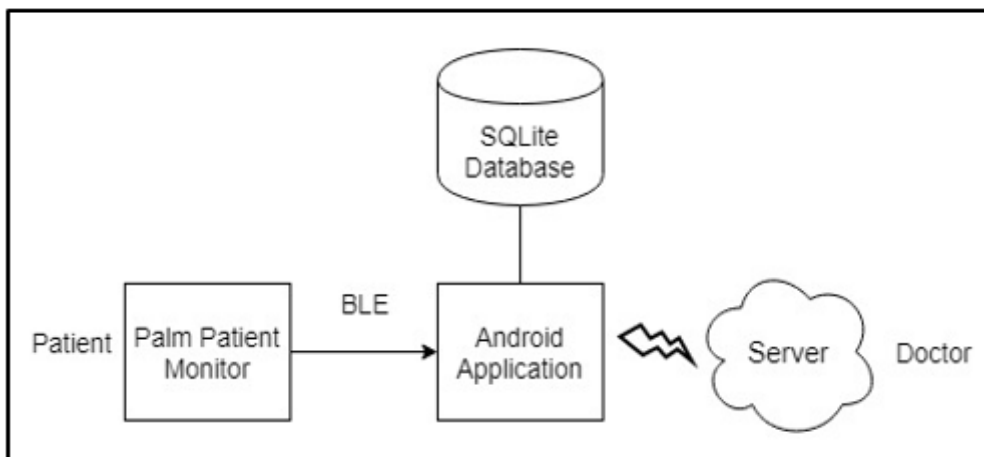 SQLite
Database
BLE
Patient
Palm Patient
Monitor
Android
Application
Server
Doctor